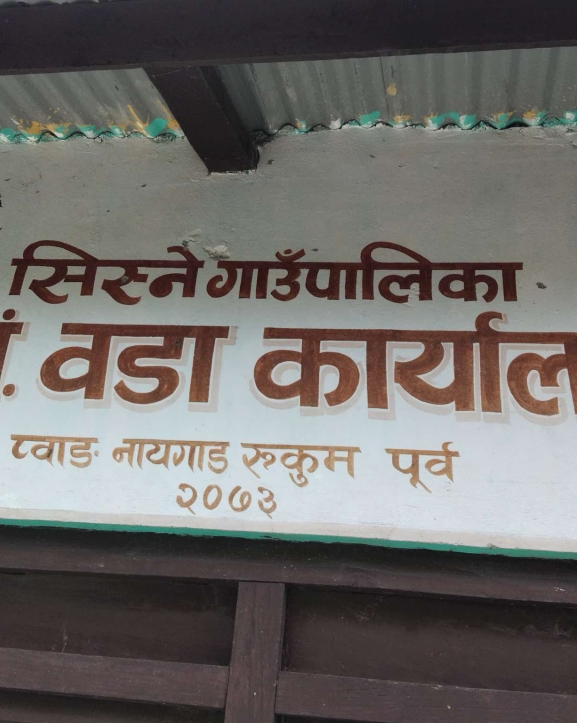 सिस्ने गाउँपालिका
नं. वडा कार्याल
प्वाङ नायगाड रुकुम पूर्व
२०७३